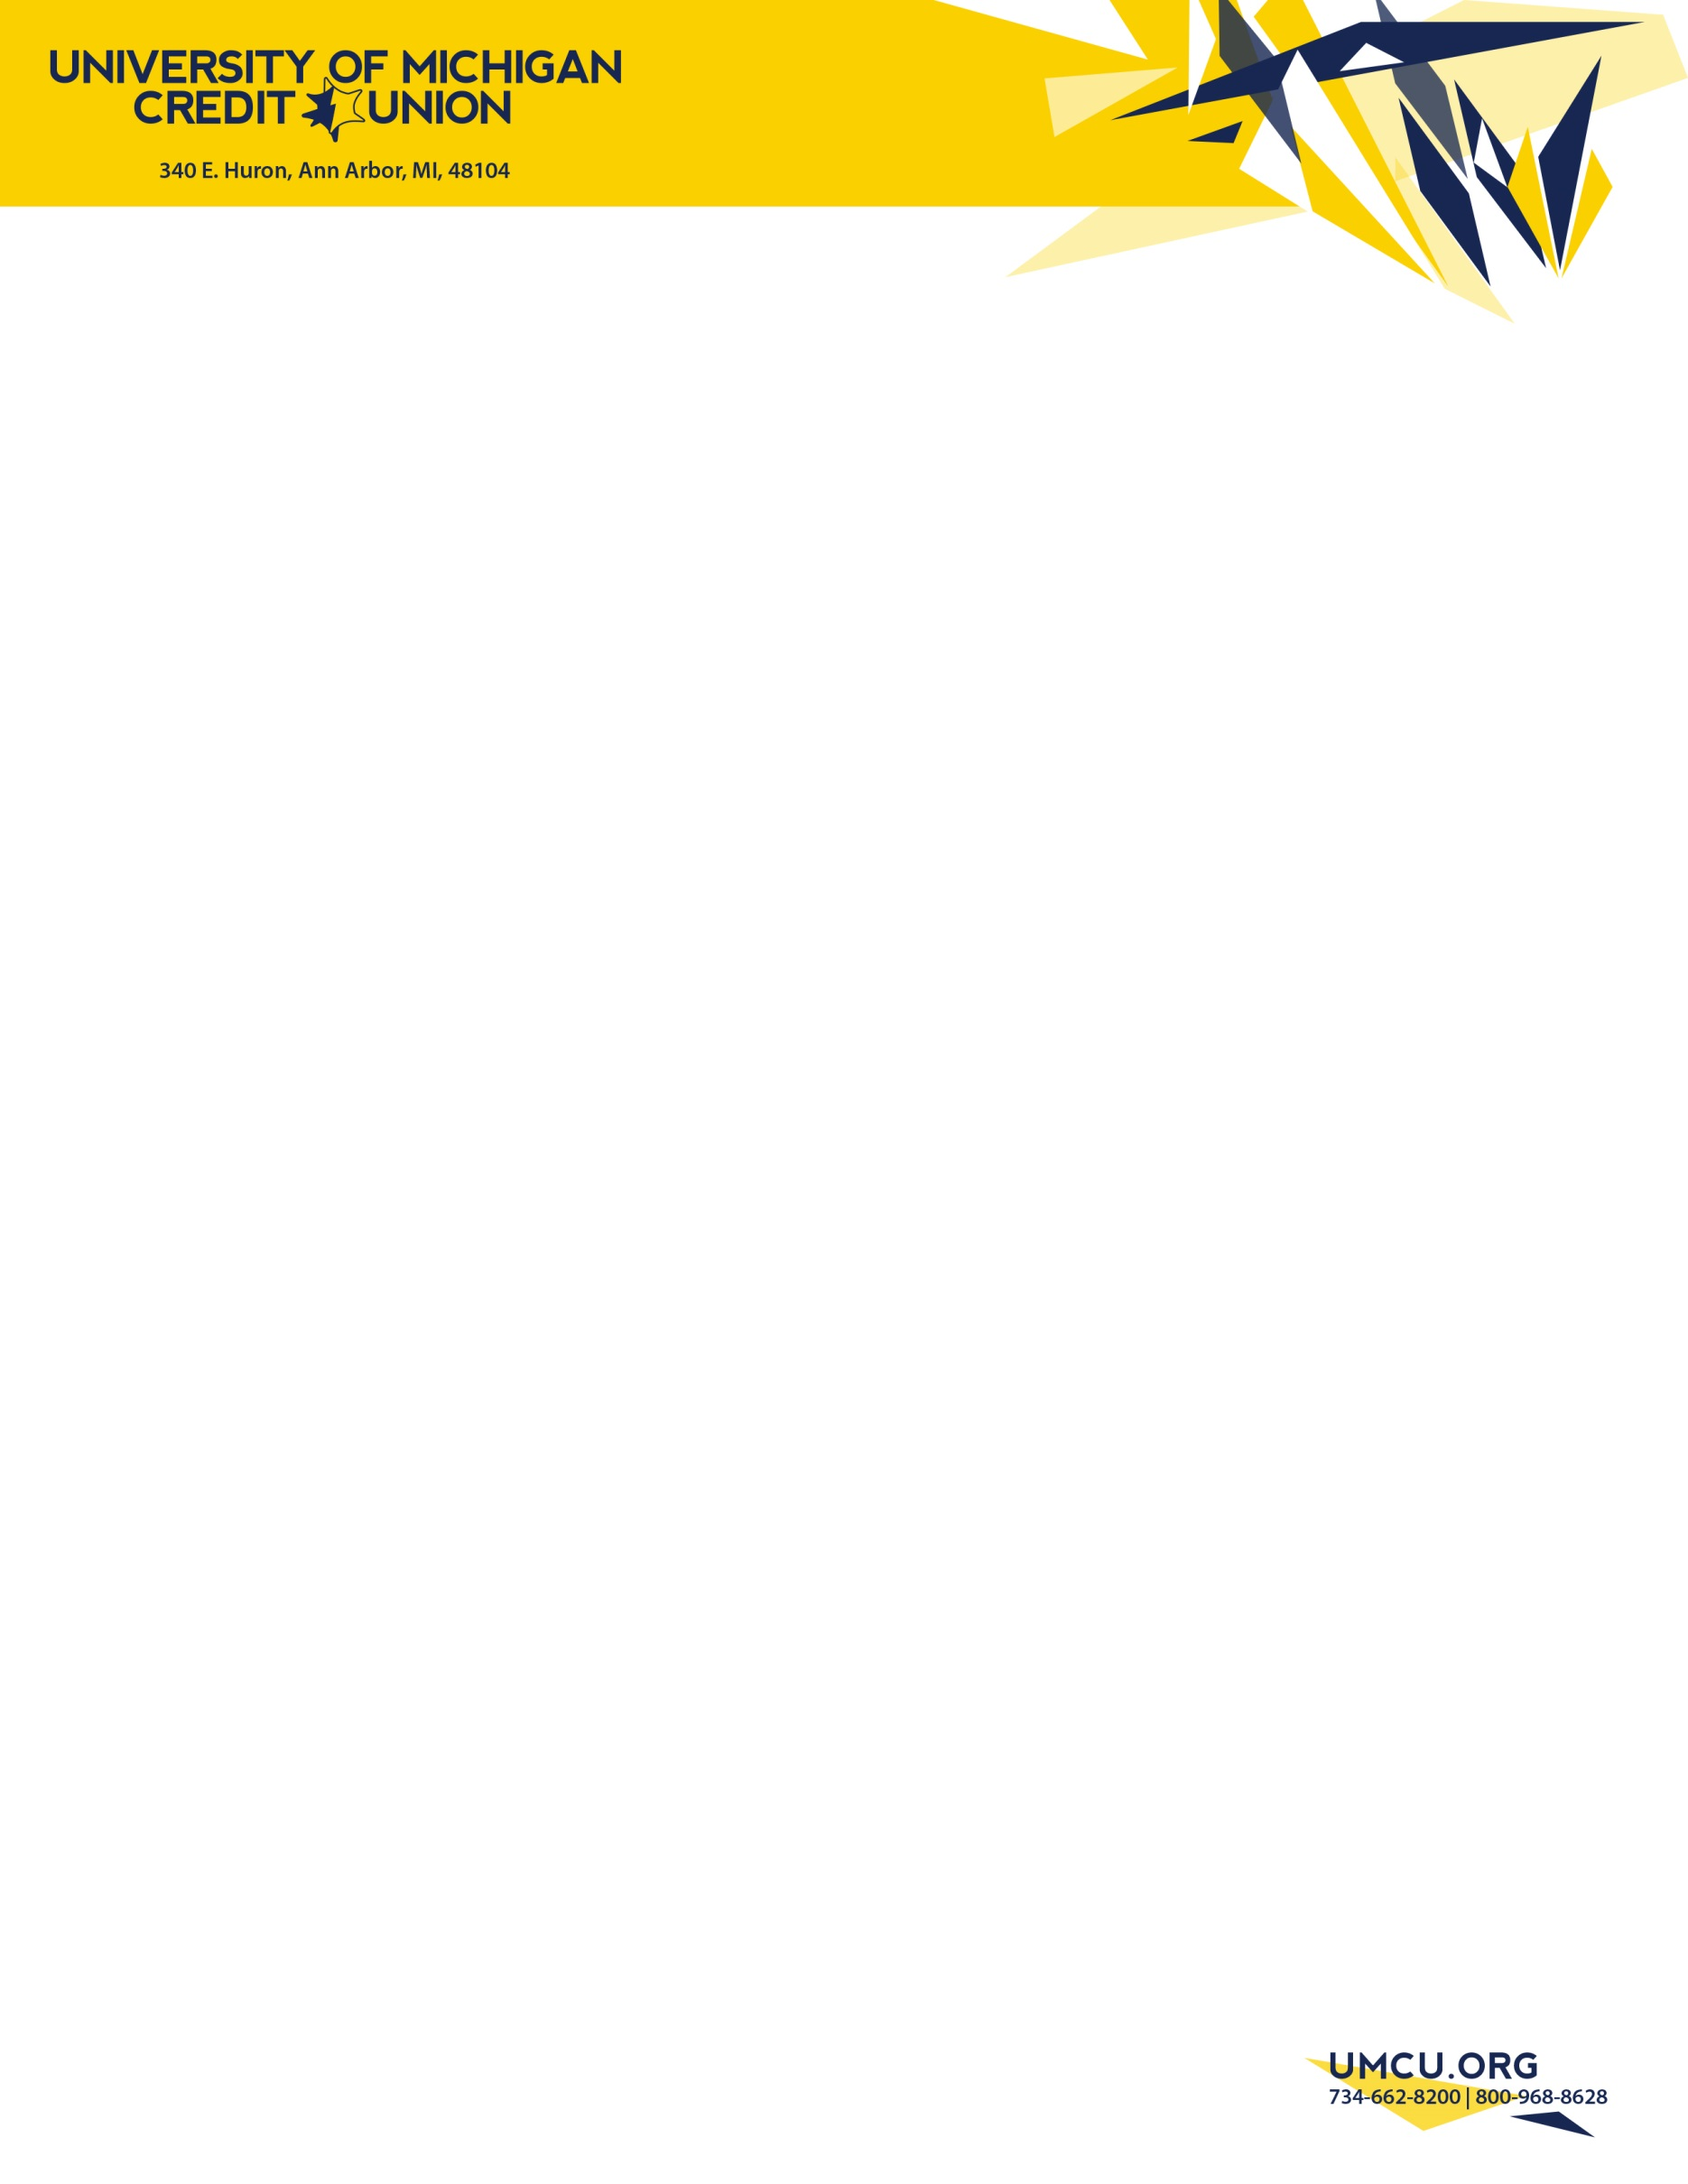 UNIVERSITY OF MICHIGAN
CREDIT UNION
340 E. Huron, Ann Arbor, MI, 48104
UMCU.ORG
734-662-8200 | 800-968-8628